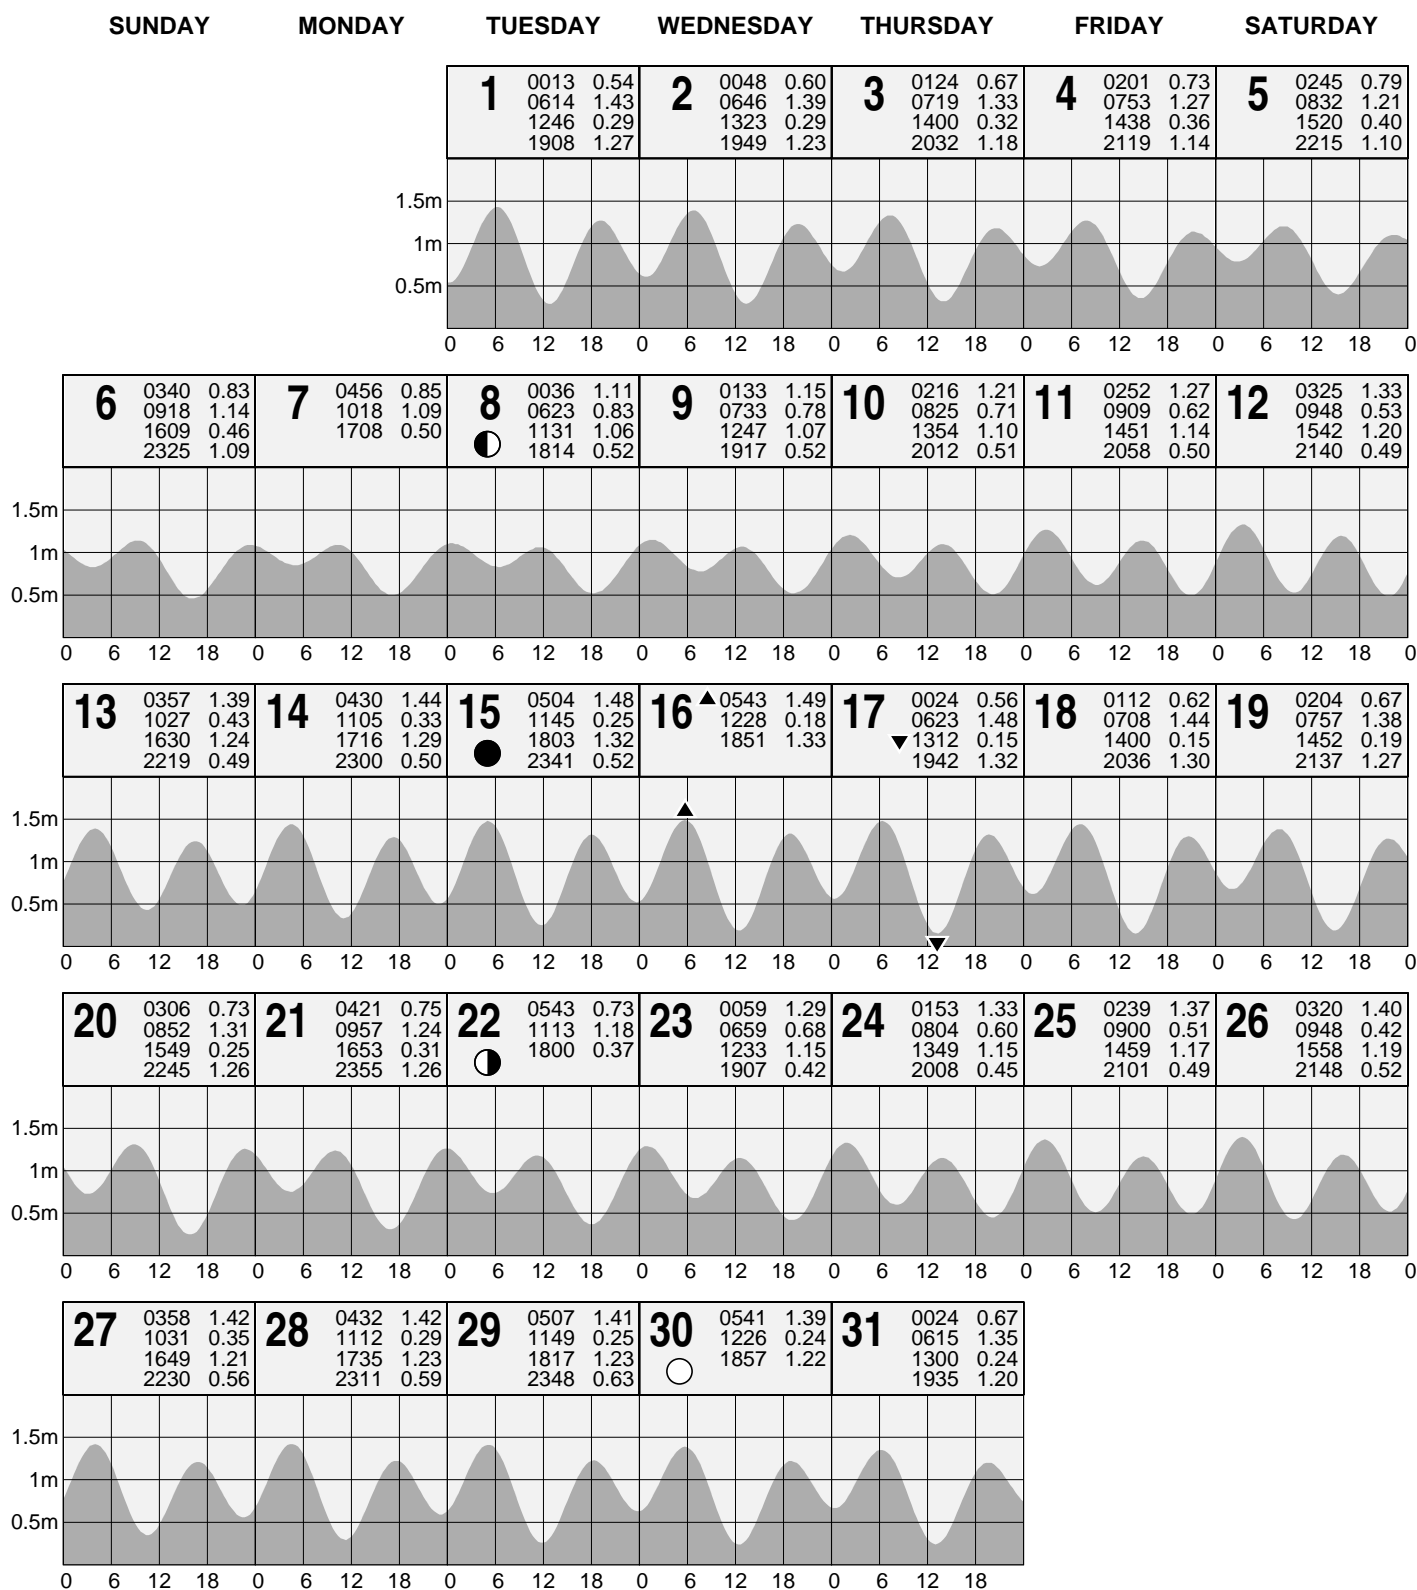 SUNDAY MONDAY TUESDAY WEDNESDAY THURSDAY FRIDAY SATURDAY
1 0013 0.54 2 0048 0.60 3 0124 0.67 4 0201 0.73 5 0245 0.79
0614 1.43 0646 1.39 0719 1.33 0753 1.27 0832 1.21
1246 0.29 1323 0.29 1400 0.32 1438 0.36 1520 0.40
1908 1.27 1949 1.23 2032 1.18 2119 1.14 2215 1.10
1.5m
1m
0.5m
0 6 12 18 0 6 12 18 0 6 12 18 0 6 12 18 0 6 12 18 0
6 0340 0.83 7 0456 0.85 8 0036 1.11 9 0133 1.15 10 0216 1.21 11 0252 1.27 12 0325 1.33
0918 1.14 1018 1.09 0623 0.83 0733 0.78 0825 0.71 0909 0.62 0948 0.53
1609 0.46 1708 0.50 1131 1.06 1247 1.07 1354 1.10 1451 1.14 1542 1.20
2325 1.09 1814 0.52 1917 0.52 2012 0.51 2058 0.50 2140 0.49
1.5m
1m
0.5m
0 6 12 18 0 6 12 18 0 6 12 18 0 6 12 18 0 6 12 18 0 6 12 18 0 6 12 18 0
13 0357 1.39 14 0430 1.44 15 0504 1.48 16 0543 1.49 17 0024 0.56 18 0112 0.62 19 0204 0.67
1027 0.43 1105 0.33 1145 0.25 1228 0.18 0623 1.48 0708 1.44 0757 1.38
1630 1.24 1716 1.29 1803 1.32 1851 1.33 1312 0.15 1400 0.15 1452 0.19
2219 0.49 2300 0.50 2341 0.52 1942 1.32 2036 1.30 2137 1.27
1.5m
1m
0.5m
0 6 12 18 0 6 12 18 0 6 12 18 0 6 12 18 0 6 12 18 0 6 12 18 0 6 12 18 0
20 0306 0.73 21 0421 0.75 22 0543 0.73 23 0059 1.29 24 0153 1.33 25 0239 1.37 26 0320 1.40
0852 1.31 0957 1.24 1113 1.18 0659 0.68 0804 0.60 0900 0.51 0948 0.42
1549 0.25 1653 0.31 1800 0.37 1233 1.15 1349 1.15 1459 1.17 1558 1.19
2245 1.26 2355 1.26 1907 0.42 2008 0.45 2101 0.49 2148 0.52
1.5m
1m
0.5m
0 6 12 18 0 6 12 18 0 6 12 18 0 6 12 18 0 6 12 18 0 6 12 18 0 6 12 18 0
27 0358 1.42 28 0432 1.42 29 0507 1.41 30 0541 1.39 31 0024 0.67
1031 0.35 1112 0.29 1149 0.25 1226 0.24 0615 1.35
1649 1.21 1735 1.23 1817 1.23 1857 1.22 1300 0.24
2230 0.56 2311 0.59 2348 0.63 1935 1.20
1.5m
1m
0.5m
0 6 12 18 0 6 12 18 0 6 12 18 0 6 12 18 0 6 12 18